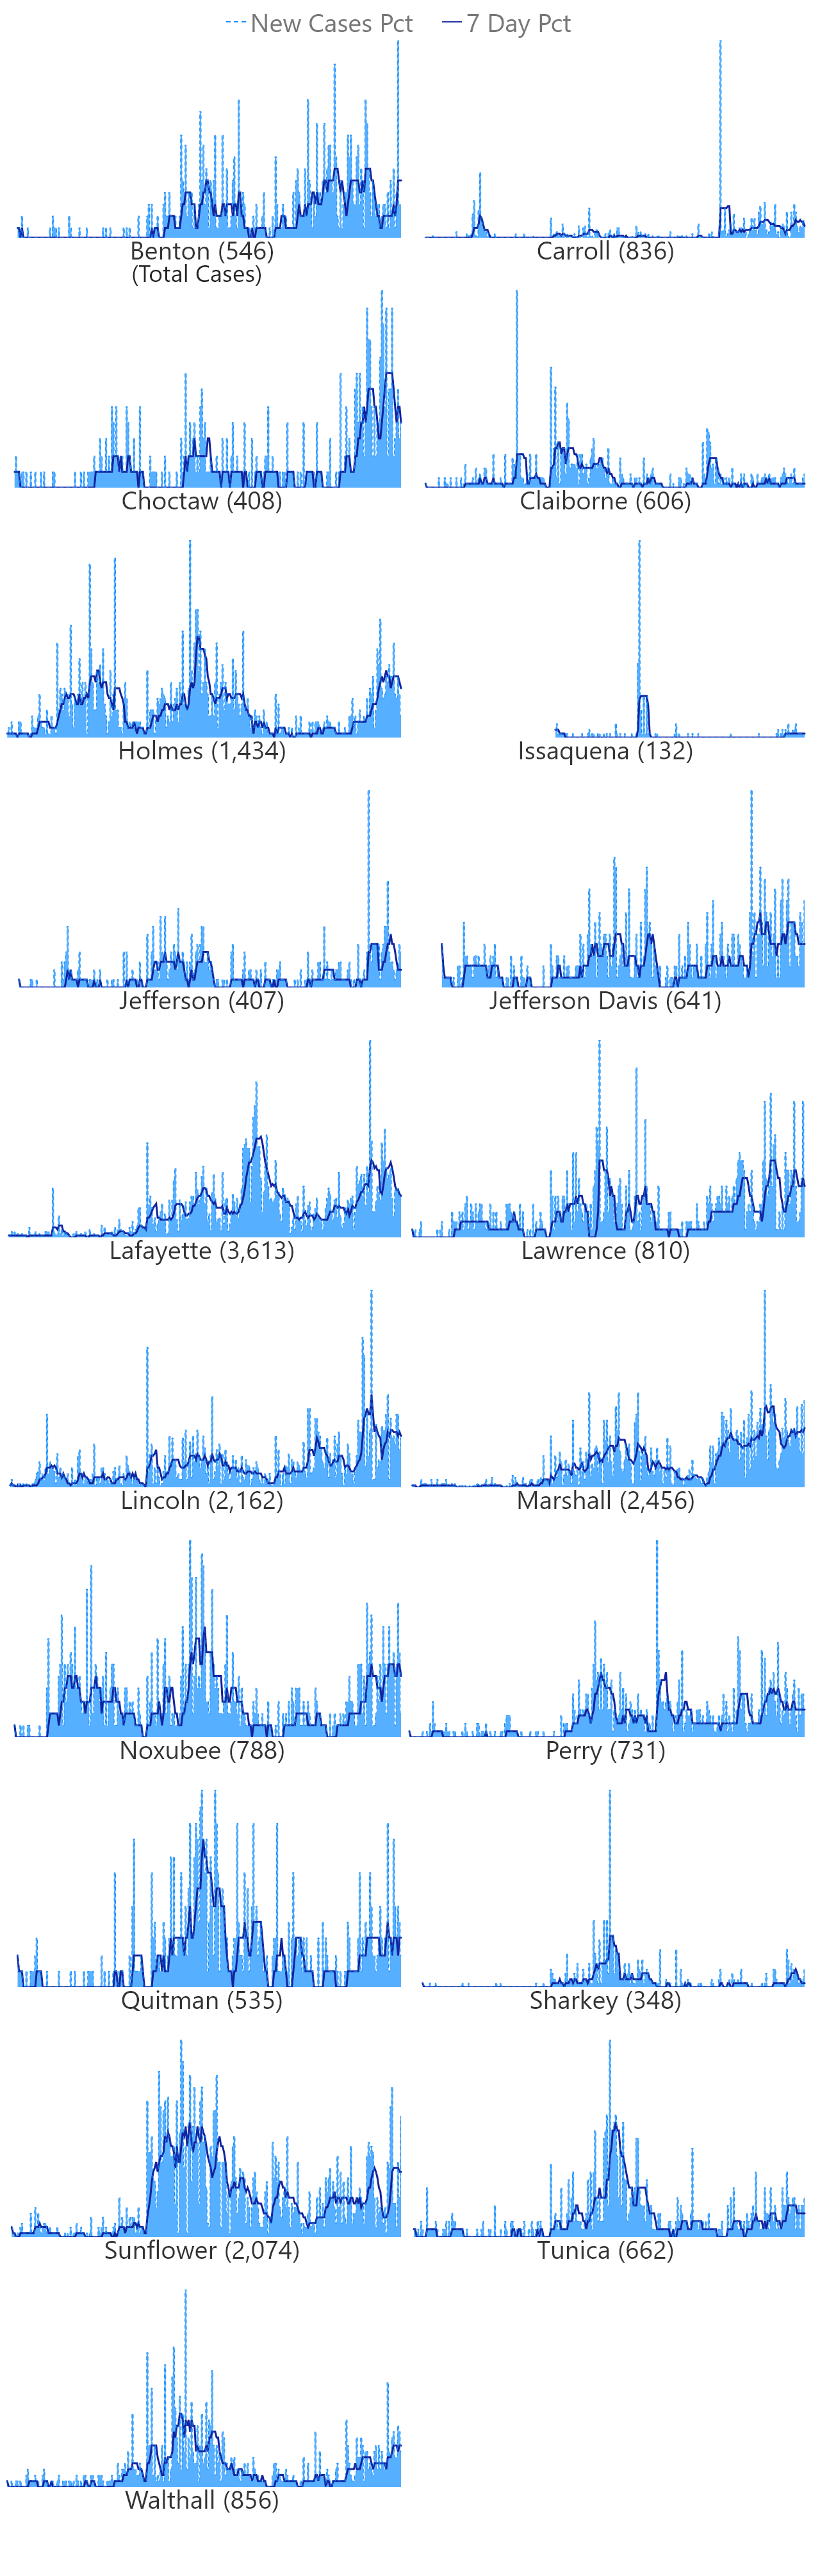 New Cases Pct 7 Day Pct
Benton (546)
(Total Cases)
Carroll (836)
Choctaw (408)
Claiborne (606)
Holmes (1,434)
Issaquena (132)
Jefferson (407)
Jefferson Davis (641)
Lafayette (3,613)
Lawrence (810)
Lincoln (2,162)
Marshall (2,456)
Noxubee (788)
Perry (731)
Quitman (535)
Sharkey (348)
Sunflower (2,074)
Tunica (662)
Walthall (856)